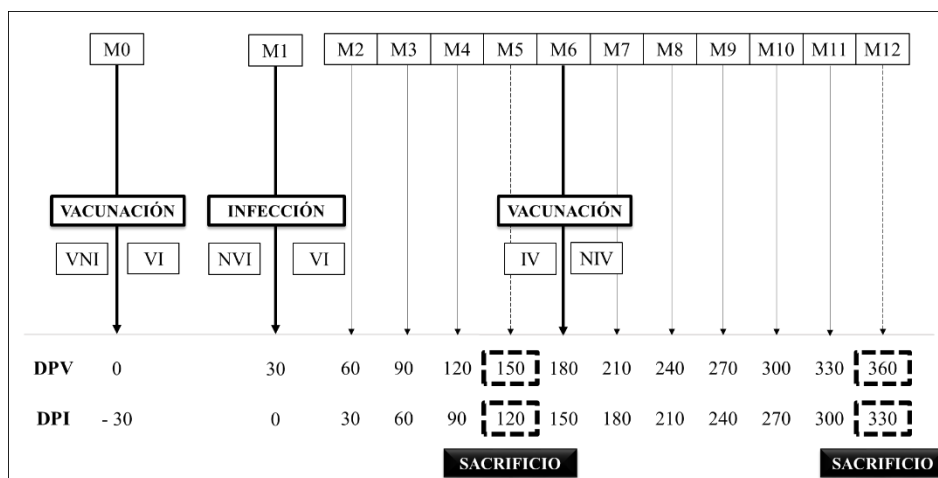 M0 M1 M2 M3 M4 M5 M6 M7 M8 M9 M10 M11 M12
VACUNACIÓN INFECCIÓN VACUNACIÓN
VNI VI NVI VI IV NIV
DPV 0 30 60 90 120 150 180 210 240 270 300 330 360
DPI - 30 0 30 60 90 120 150 180 210 240 270 300 330
SACRIFICIO SACRIFICIO